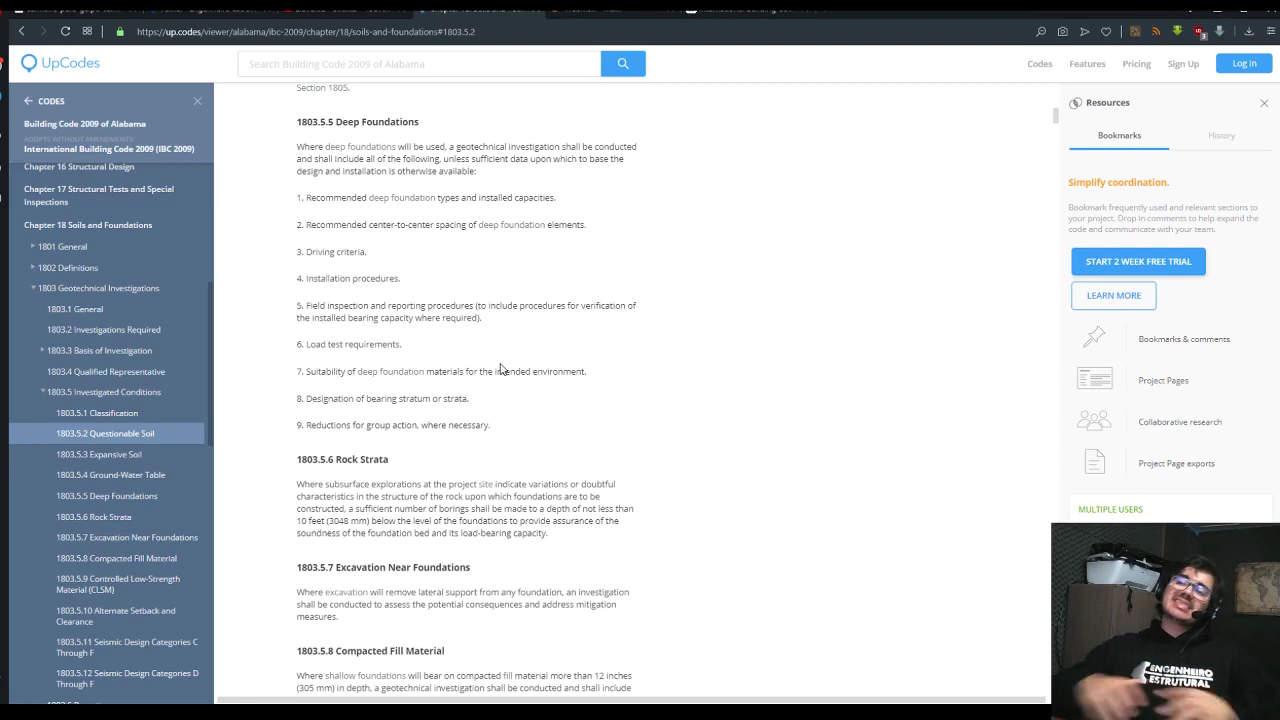 https://up.codes/viewer/alabama/ibc-2009/chapter/18/soils-and-foundations#1803.5.2
UpCodes
Search Building Code 2009 of Alabama
Codes
Features
Pricing
Sign Up
Log In
CODES
Building Code 2009 of Alabama
ADOPTS WITHOUT AMENDMENTS
International Building Code 2009 (IBC 2009)
Chapter 16 Structural Design
Chapter 17 Structural Tests and Special
Inspections
Chapter 18 Soils and Foundations
1801 General
1802 Definitions
1803 Geotechnical Investigations
1803.1 General
1803.2 Investigations Required
1803.3 Basis of Investigation
1803.4 Qualified Representative
1803.5 Investigated Conditions
1803.5.1 Classification
1803.5.2 Questionable Soil
1803.5.3 Expansive Soil
1803.5.4 Ground-Water Table
1803.5.5 Deep Foundations
1803.5.6 Rock Strata
1803.5.7 Excavation Near Foundations
1803.5.8 Compacted Fill Material
1803.5.9 Controlled Low-Strength
Material (CLSM)
1803.5.10 Alternate Setback and
Clearance
1803.5.11 Seismic Design Categories C
Through F
1803.5.12 Seismic Design Categories D
Through F
Section 1805.
1803.5.5 Deep Foundations
Where deep foundations will be used, a geotechnical investigation shall be conducted
and shall include all of the following, unless sufficient data upon which to base the
design and installation is otherwise available:
1. Recommended deep foundation types and installed capacities.
2. Recommended center-to-center spacing of deep foundation elements.
3. Driving criteria.
4. Installation procedures.
5. Field inspection and reporting procedures (to include procedures for verification of
the installed bearing capacity where required).
6. Load test requirements.
7. Suitability of deep foundation materials for the intended environment.
8. Designation of bearing stratum or strata.
9. Reductions for group action, where necessary.
1803.5.6 Rock Strata
Where subsurface explorations at the project site indicate variations or doubtful
characteristics in the structure of the rock upon which foundations are to be
constructed, a sufficient number of borings shall be made to a depth of not less than
10 feet (3048 mm) below the level of the foundations to provide assurance of the
soundness of the foundation bed and its load-bearing capacity.
1803.5.7 Excavation Near Foundations
Where excavation will remove lateral support from any foundation, an investigation
shall be conducted to assess the potential consequences and address mitigation
measures.
1803.5.8 Compacted Fill Material
Where shallow foundations will bear on compacted fill material more than 12 inches
(305 mm) in depth, a geotechnical investigation shall be conducted and shall include
Resources
Bookmarks
History
Simplify coordination.
Bookmark frequently used and relevant sections to
your project. Drop in comments to help expand the
code and communicate with your team.
START 2 WEEK FREE TRIAL
LEARN MORE
Bookmarks & comments
Project Pages
Collaborative research
Project Page exports
MULTIPLE USERS
ENGENHEIRO
ESTRUTURAL